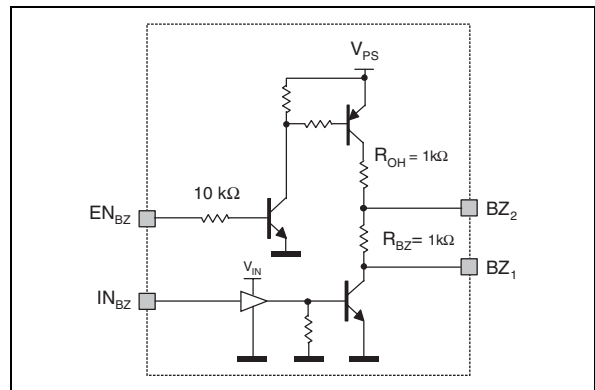 V_PS
R_OH = 1kΩ
10 kΩ
EN_BZ
BZ_2
R_BZ= 1kΩ
V_IN
BZ_1
IN_BZ